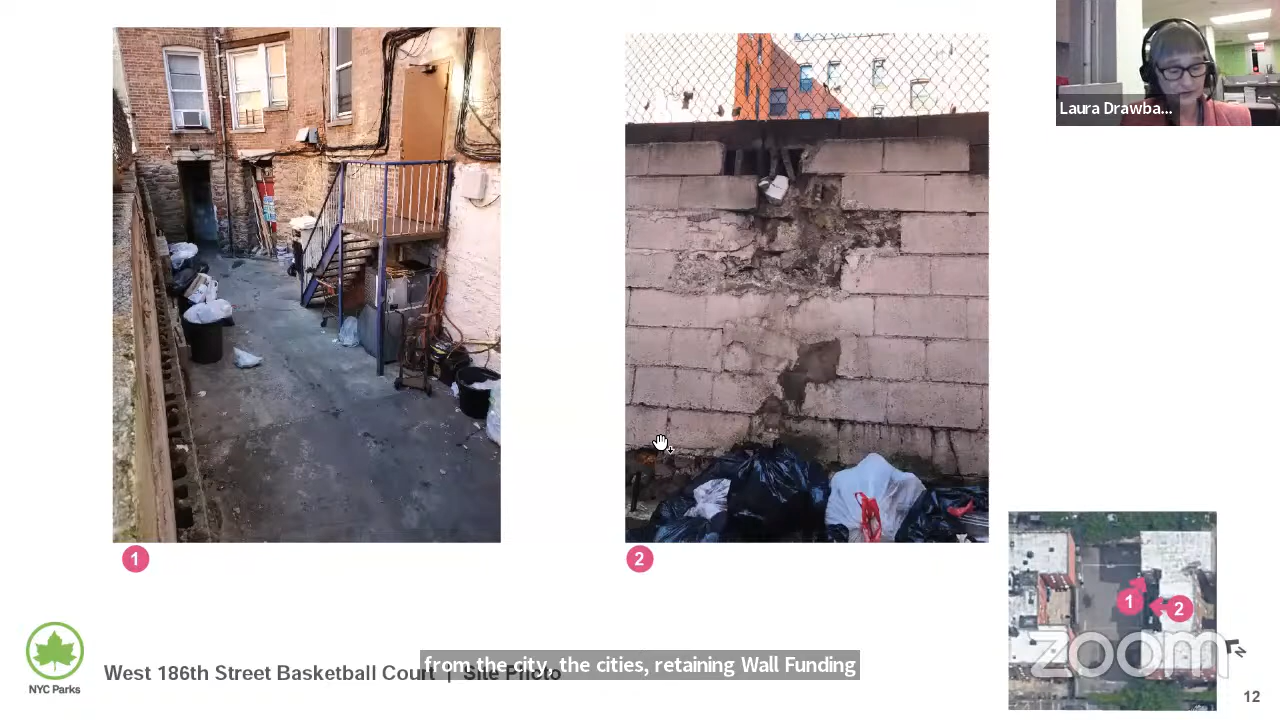 Laura Drawba...
1
2
1
2
zoom
NYC Parks
West 186th Street Basketball Court | Site Photo
from the city, the cities, retaining Wall Funding
N
12